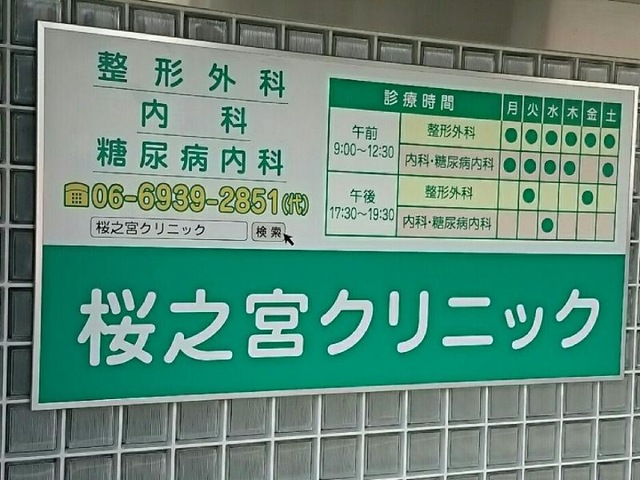 整形外科
内科
糖尿病内科
☎06-6939-2851(代)
桜之宮クリニック 検索
診療時間 月 火 水 木 金 土
午前 9:00～12:30 整形外科 ● ● ● ● ● ●
内科・糖尿病内科 ● ● ● ● ●
午後 17:30～19:30 整形外科 ● ●
内科・糖尿病内科 ●
桜之宮クリニック